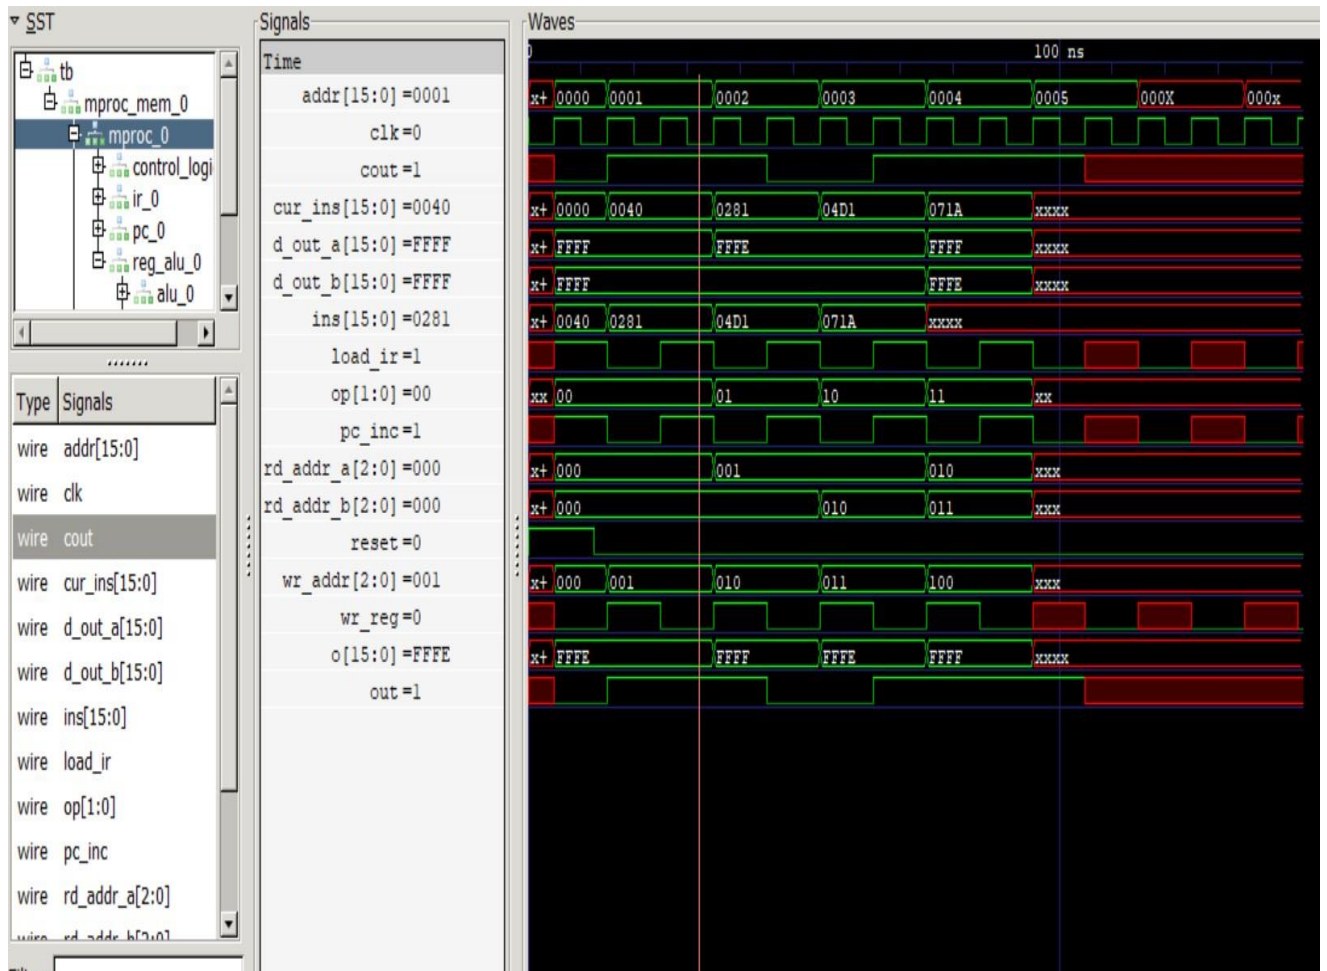 SST
tb
mproc_mem_0
mproc_0
control_logi
ir_0
pc_0
reg_alu_0
alu_0
Type Signals
wire addr[15:0]
wire clk
wire cout
wire cur_ins[15:0]
wire d_out_a[15:0]
wire d_out_b[15:0]
wire ins[15:0]
wire load_ir
wire op[1:0]
wire pc_inc
wire rd_addr_a[2:0]
wire rd_addr_b[2:0]
Signals
Time
addr[15:0] =0001
clk=0
cout=1
cur_ins[15:0] =0040
d_out_a[15:0] =FFFF
d_out_b[15:0] =FFFF
ins[15:0] =0281
load_ir=1
op[1:0] =00
pc_inc=1
rd_addr_a[2:0] =000
rd_addr_b[2:0] =000
reset=0
wr_addr[2:0] =001
wr_reg=0
o[15:0] =FFFE
out=1
Waves
100 ns
x+ 0000 0001 0002 0003 0004 0005 000X 000x
x+ 0000 0040 0281 04D1 071A xxxx
x+ FFFF FFFE FFFF xxxx
x+ FFFF FFFE xxxx
x+ 0040 0281 04D1 071A xxxx
xx 00 01 10 11 xx
x+ 000 001 010 xxx
x+ 000 010 011 xxx
x+ 000 001 010 011 100 xxx
x+ FFFE FFFF FFFE FFFF xxxx